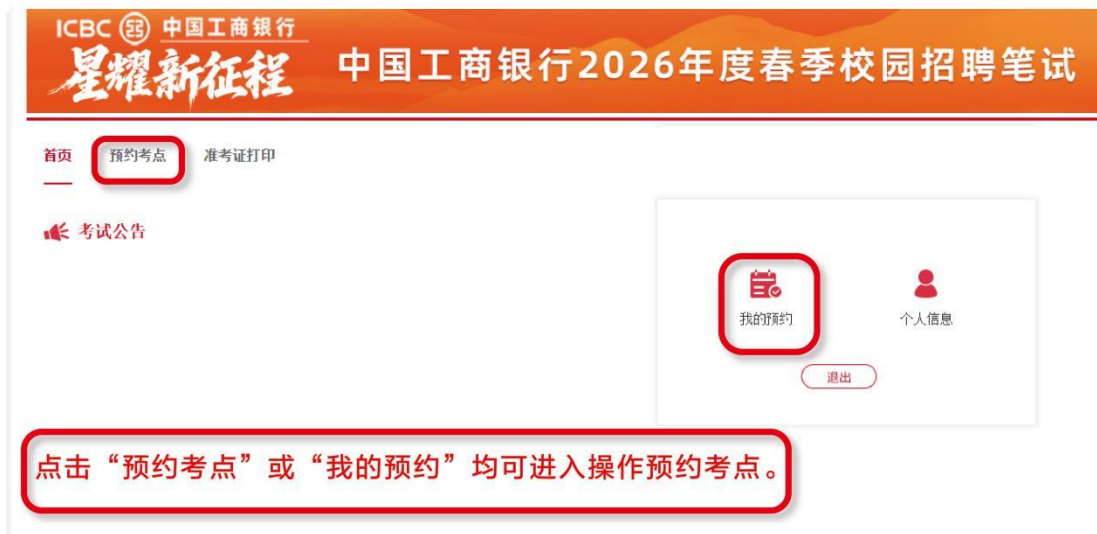 ICBC 中国工商银行
星耀新征程
中国工商银行2026年度春季校园招聘笔试
首页 预约考点 准考证打印
考试公告
我的预约 个人信息
退出
点击“预约考点”或“我的预约”均可进入操作预约考点。